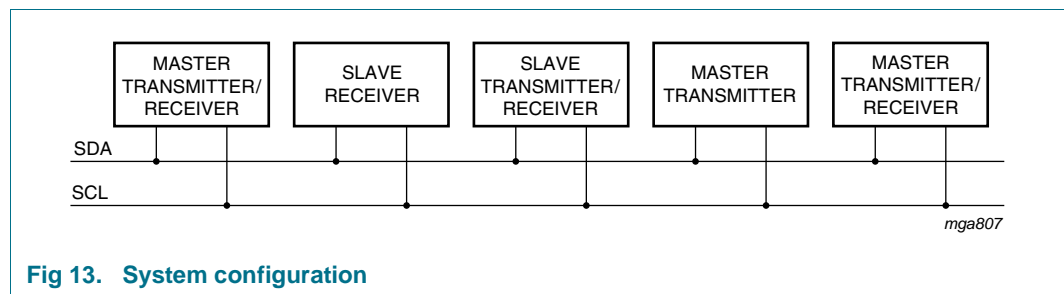 MASTER
TRANSMITTER/
RECEIVER
SLAVE
RECEIVER
SLAVE
TRANSMITTER/
RECEIVER
MASTER
TRANSMITTER
MASTER
TRANSMITTER/
RECEIVER
SDA
SCL
mga807
Fig 13. System configuration